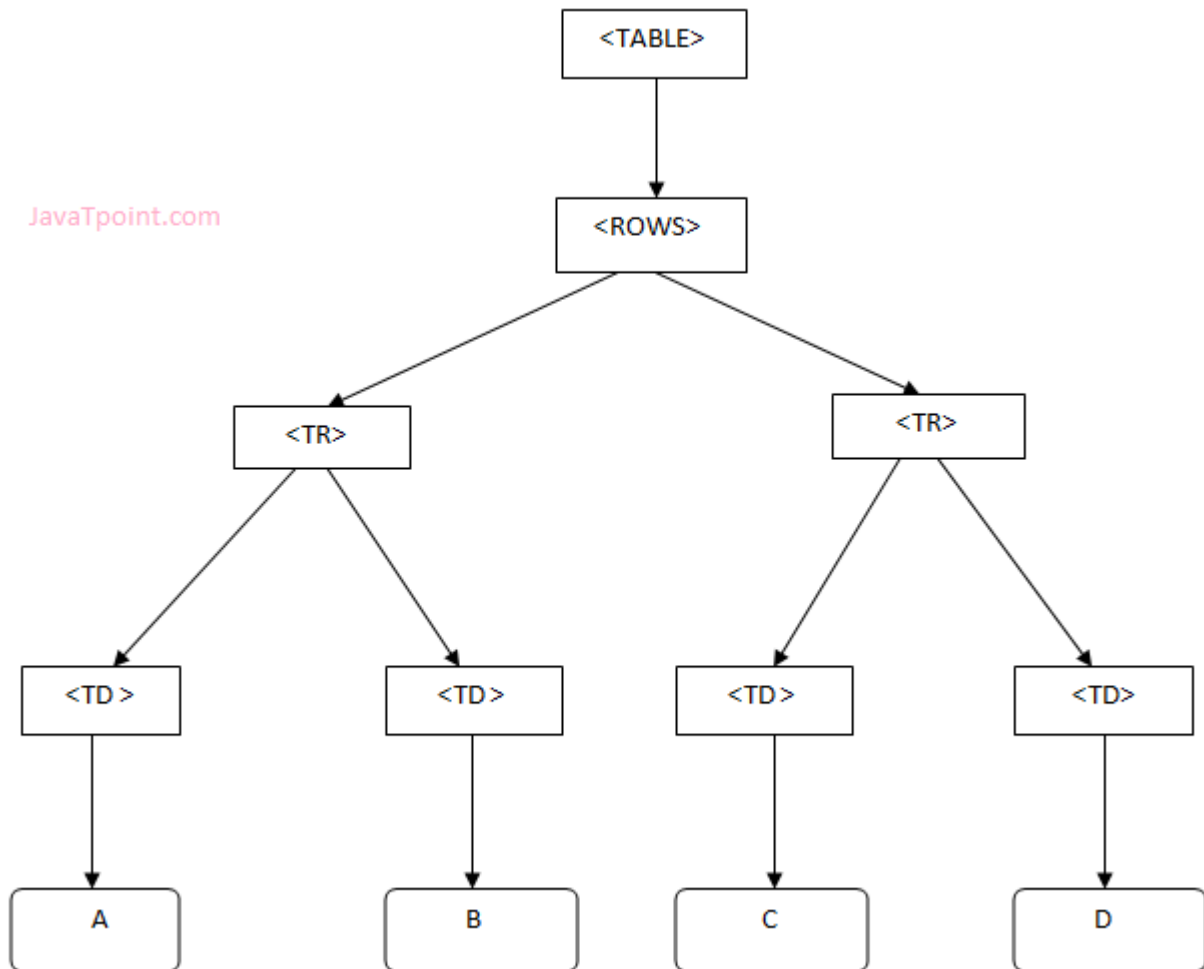 <TABLE>
JavaTpoint.com
<ROWS>
<TR>
<TR>
<TD >
<TD >
<TD >
<TD>
A
B
C
D